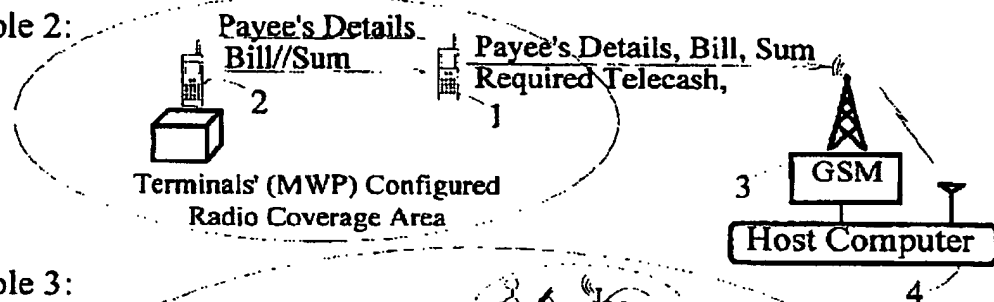 ple 2:
Payee's Details
Bill//Sum
Payee's Details, Bill, Sum
Required Telecash,
2
1
Terminals' (MWP) Configured
Radio Coverage Area
3
GSM
Host Computer
4
ple 3: